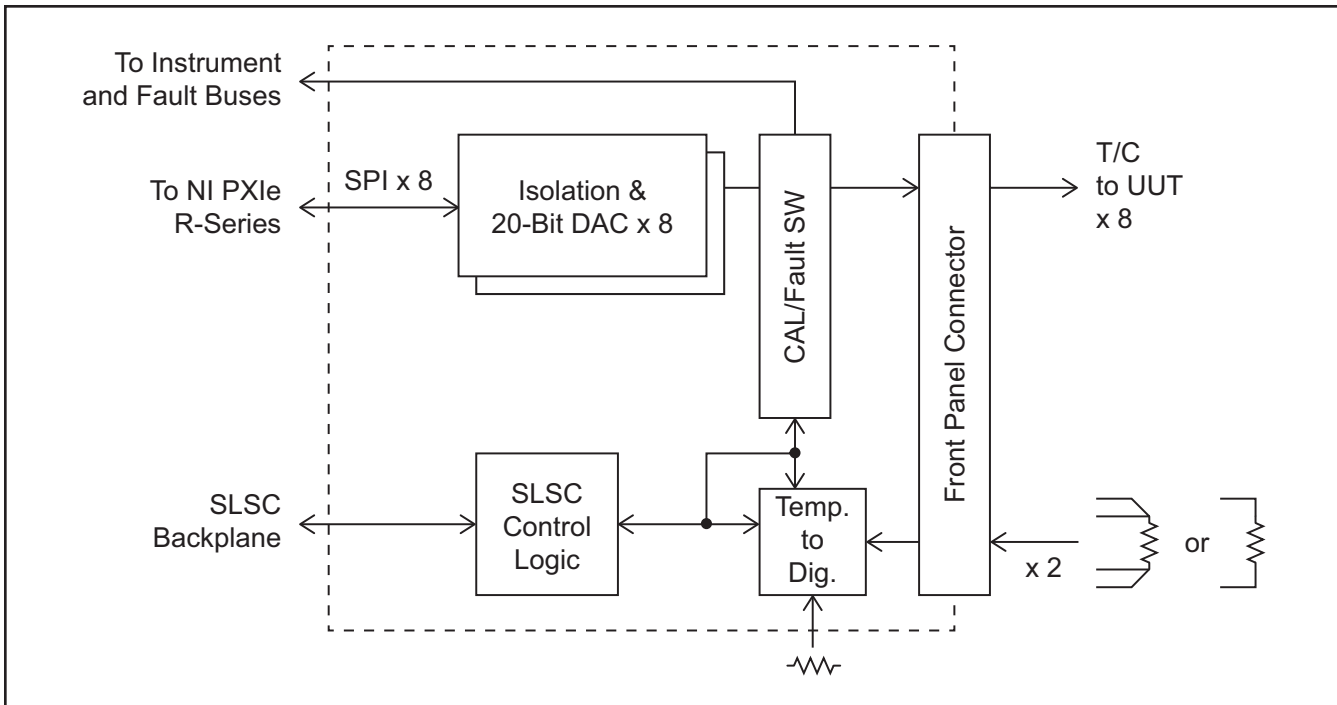 To Instrument
and Fault Buses
To NI PXIe
R-Series
SPI x 8
Isolation &
20-Bit DAC x 8
CAL/Fault SW
Front Panel Connector
T/C
to UUT
x 8
SLSC
Backplane
SLSC
Control
Logic
Temp.
to
Dig.
x 2
or